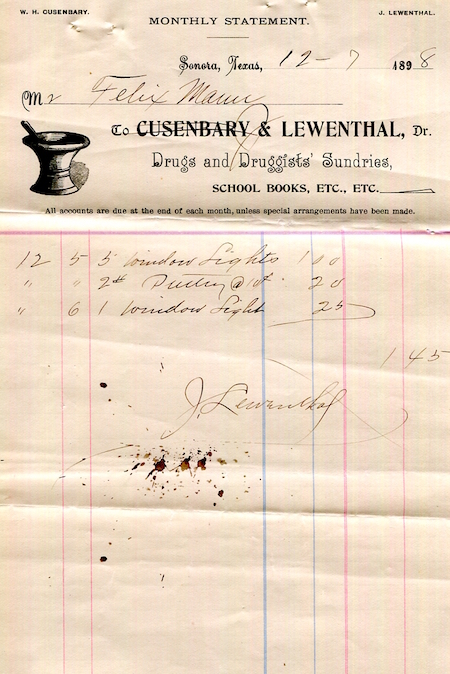 W. H. CUSENBARY.
J. LEWENTHAL.
MONTHLY STATEMENT.
Sonora, Texas, 12-7 1898
Mr Felix Mann
To CUSENBARY & LEWENTHAL, Dr.
Drugs and Druggists' Sundries,
SCHOOL BOOKS, ETC., ETC.
All accounts are due at the end of each month, unless special arrangements have been made.
12 5 5 Window Lights 1 00
" " 2# Putty @ 10¢ 20
" 6 1 Window Light 25
1 45
J. Lewenthal